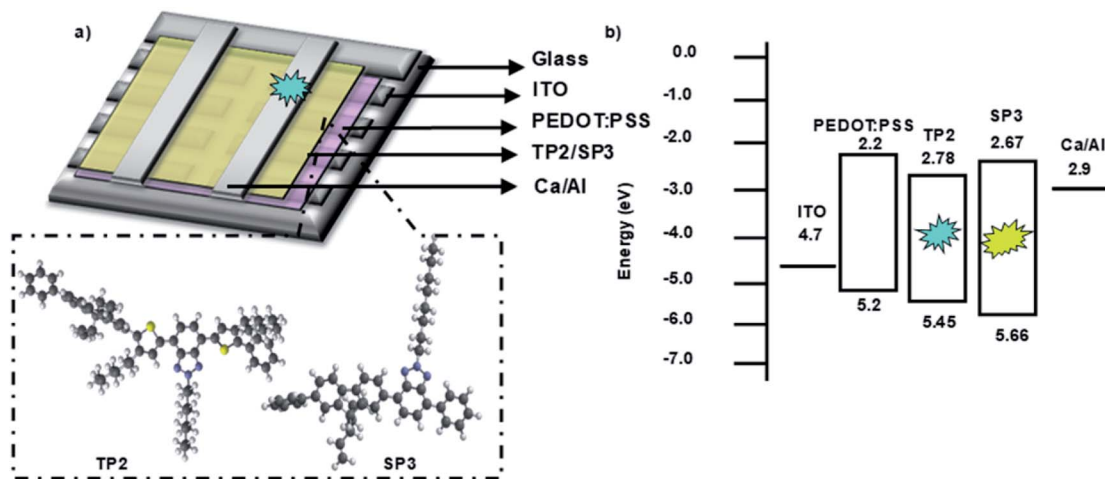 a)
Glass
ITO
PEDOT:PSS
TP2/SP3
Ca/Al
TP2
SP3
b)
Energy (eV)
0.0
-1.0
-2.0
-3.0
-4.0
-5.0
-6.0
-7.0
ITO
4.7
PEDOT:PSS
2.2
5.2
TP2
2.78
5.45
SP3
2.67
5.66
Ca/Al
2.9